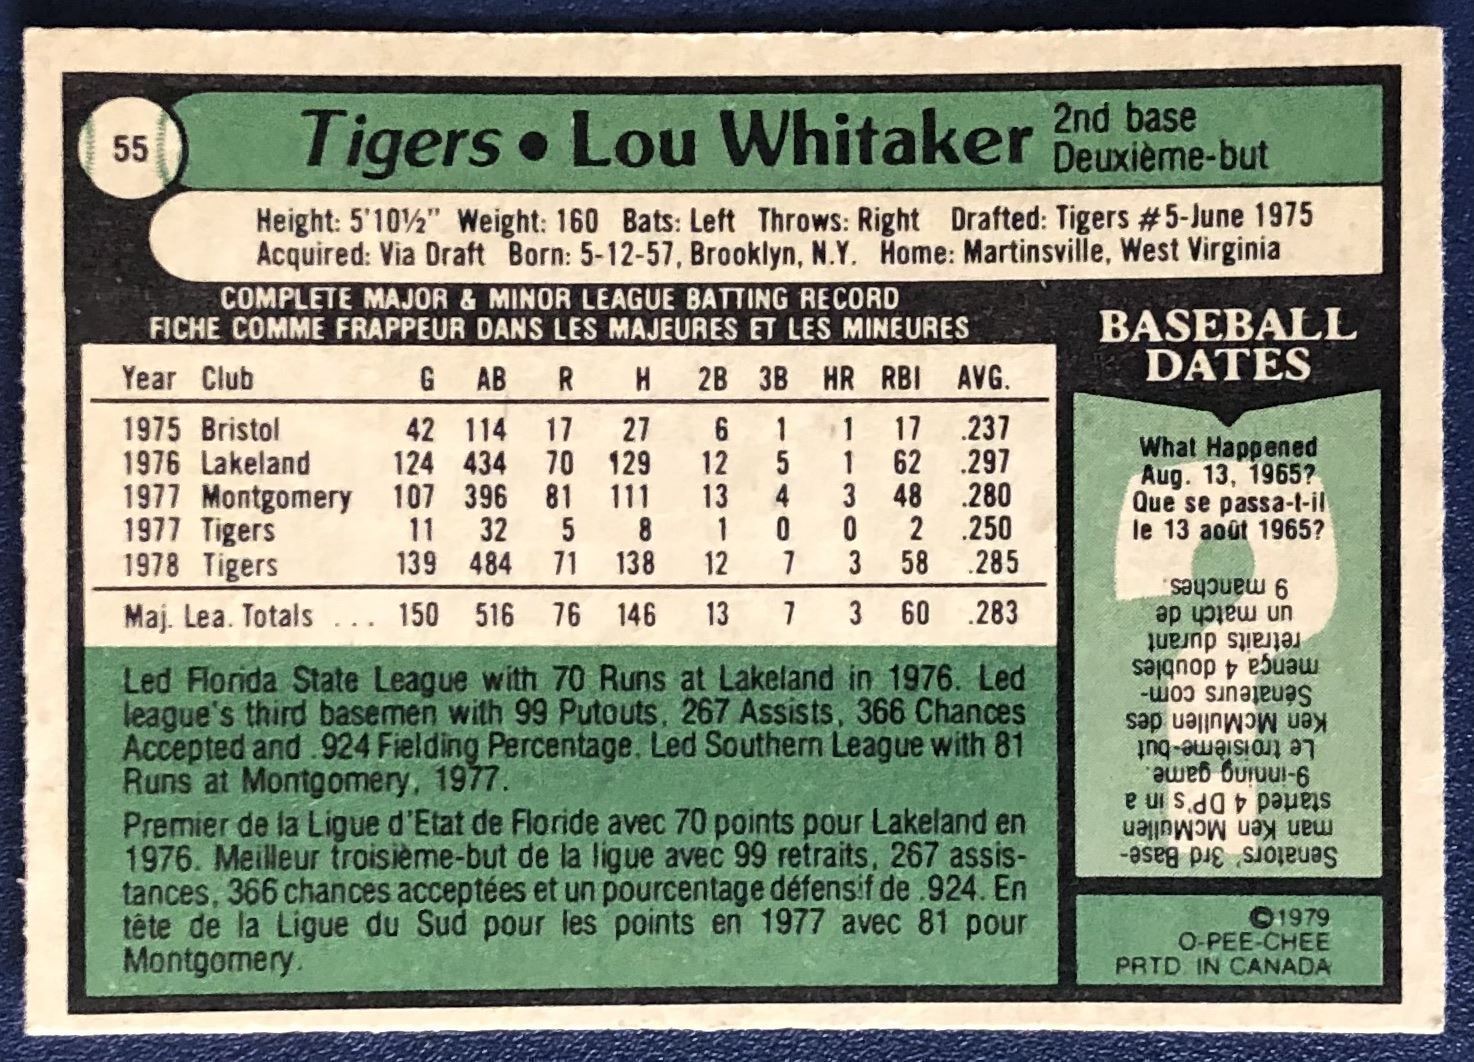 55
Tigers • Lou Whitaker
2nd base
Deuxième-but
Height: 5'10½" Weight: 160 Bats: Left Throws: Right Drafted: Tigers #5-June 1975
Acquired: Via Draft Born: 5-12-57, Brooklyn, N.Y. Home: Martinsville, West Virginia
COMPLETE MAJOR & MINOR LEAGUE BATTING RECORD
FICHE COMME FRAPPEUR DANS LES MAJEURES ET LES MINEURES
Year Club G AB R H 2B 3B HR RBI AVG.
1975 Bristol 42 114 17 27 6 1 1 17 .237
1976 Lakeland 124 434 70 129 12 5 1 62 .297
1977 Montgomery 107 396 81 111 13 4 3 48 .280
1977 Tigers 11 32 5 8 1 0 0 2 .250
1978 Tigers 139 484 71 138 12 7 3 58 .285
Maj. Lea. Totals ... 150 516 76 146 13 7 3 60 .283
Led Florida State League with 70 Runs at Lakeland in 1976. Led
league's third basemen with 99 Putouts, 267 Assists, 366 Chances
Accepted and .924 Fielding Percentage. Led Southern League with 81
Runs at Montgomery, 1977.
Premier de la Ligue d'Etat de Floride avec 70 points pour Lakeland en
1976. Meilleur troisième-but de la ligue avec 99 retraits, 267 assis-
tances, 366 chances acceptées et un pourcentage défensif de .924. En
tête de la Ligue du Sud pour les points en 1977 avec 81 pour
Montgomery.
BASEBALL
DATES
What Happened
Aug. 13, 1965?
Que se passa-t-il
le 13 août 1965?
Senators' 3rd Base-
man Ken McMullen
started 4 DP's in a
9-inning game.
Le troisième-but
Ken McMullen des
Sénateurs com-
mença 4 doubles
retraits durant
un match de
9 manches.
©1979
O-PEE-CHEE
PRTD. IN CANADA